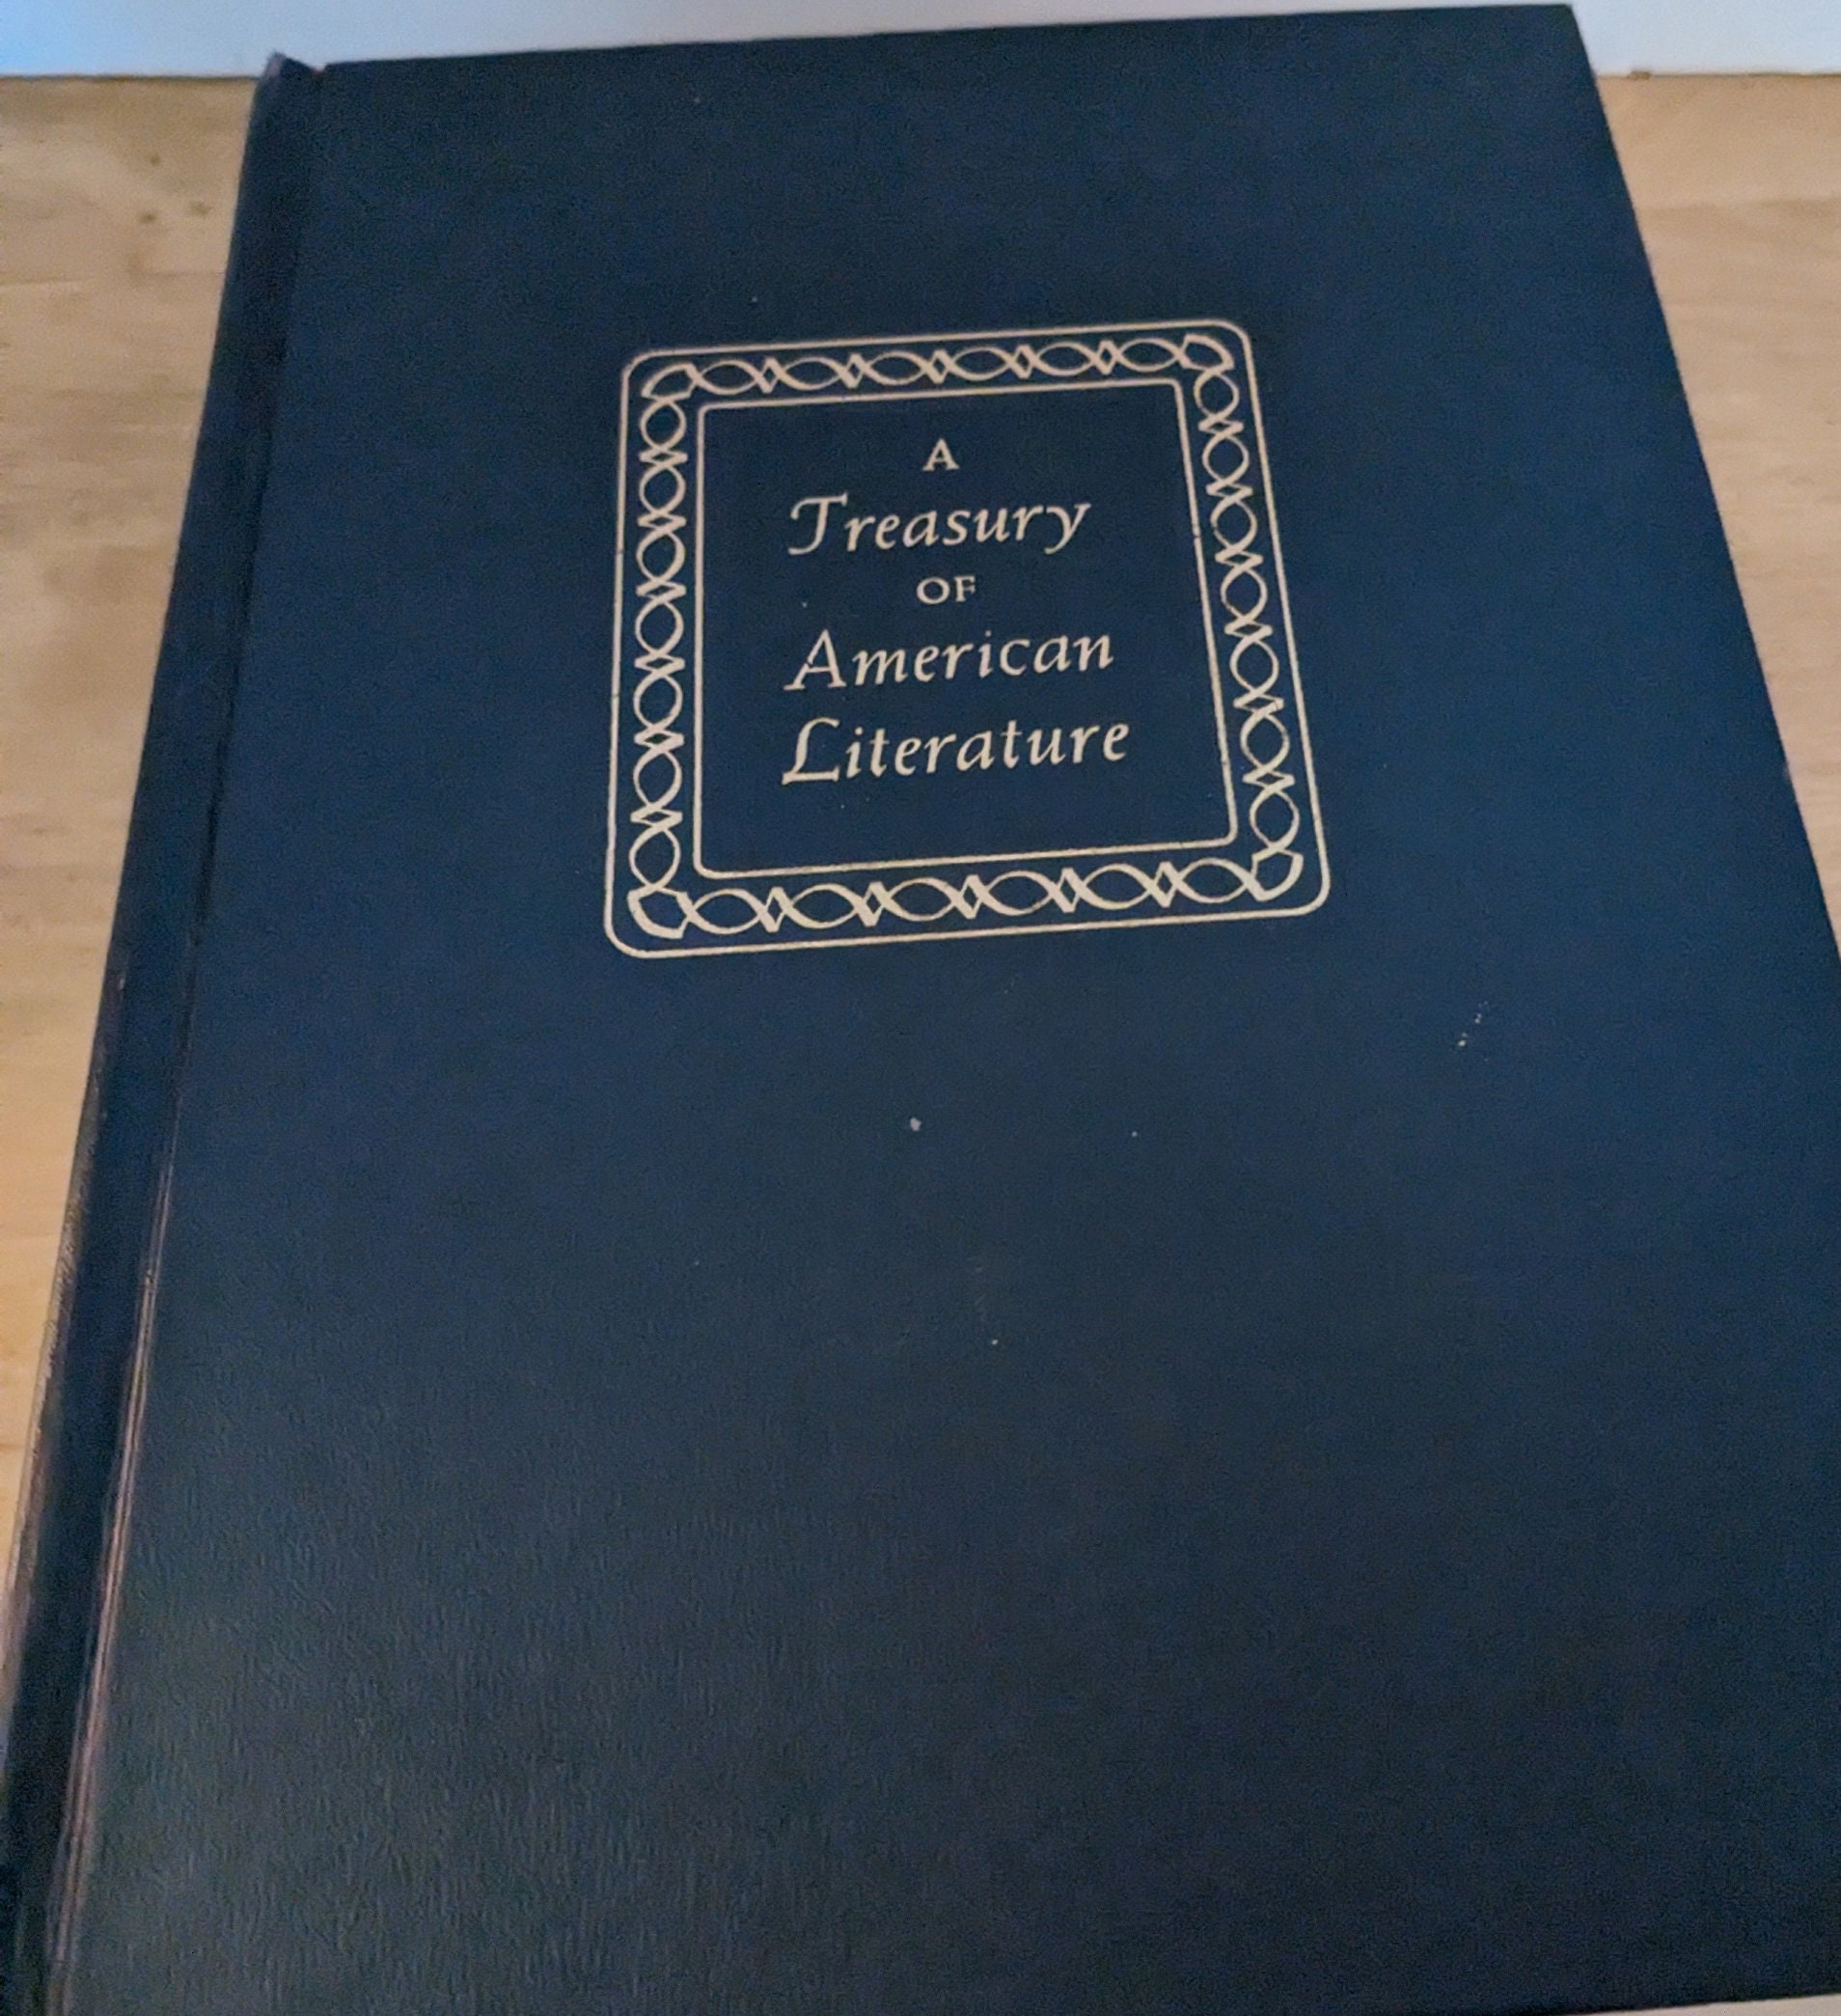 A
Treasury
OF
American
Literature